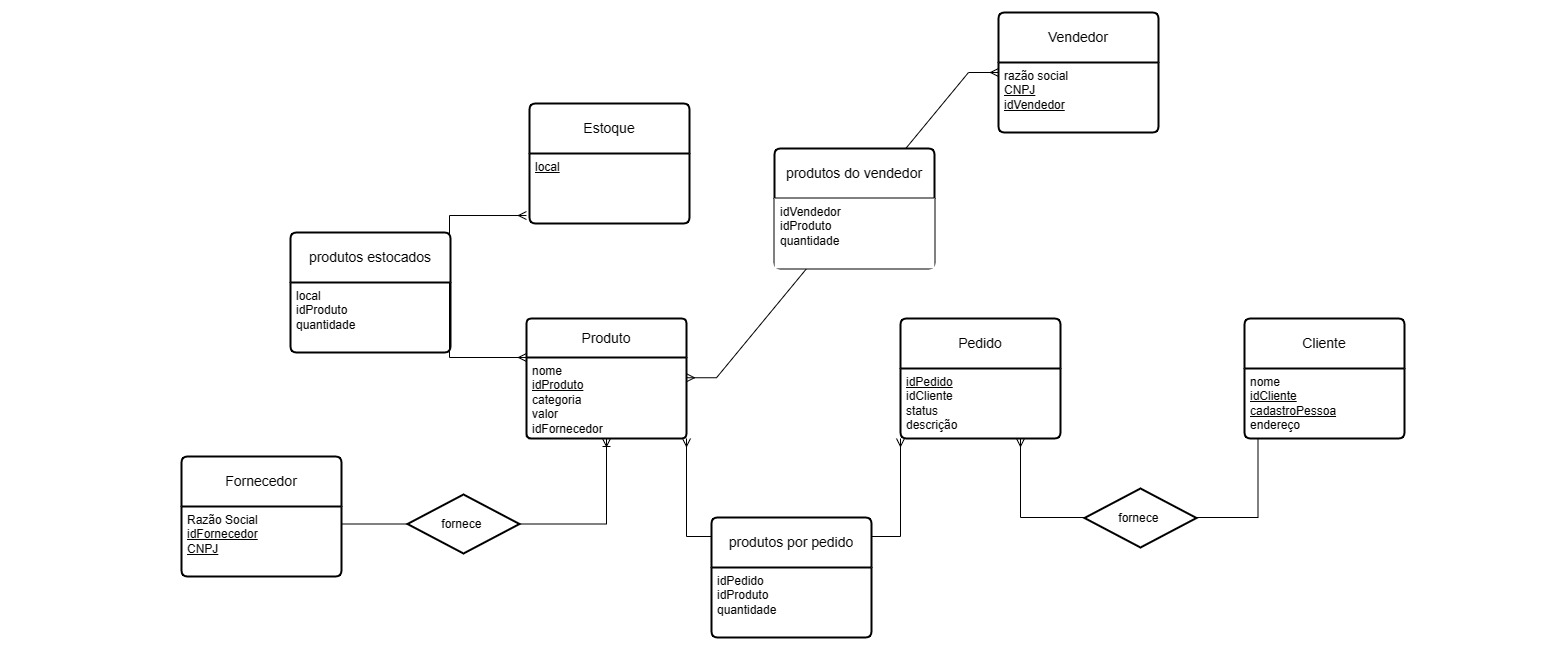 Vendedor
razão social
CNPJ
idVendedor
Estoque
local
produtos do vendedor
idVendedor
idProduto
quantidade
produtos estocados
local
idProduto
quantidade
Produto
nome
idProduto
categoria
valor
idFornecedor
Pedido
idPedido
idCliente
status
descrição
Cliente
nome
idCliente
cadastroPessoa
endereço
Fornecedor
Razão Social
idFornecedor
CNPJ
fornece
produtos por pedido
idPedido
idProduto
quantidade
fornece